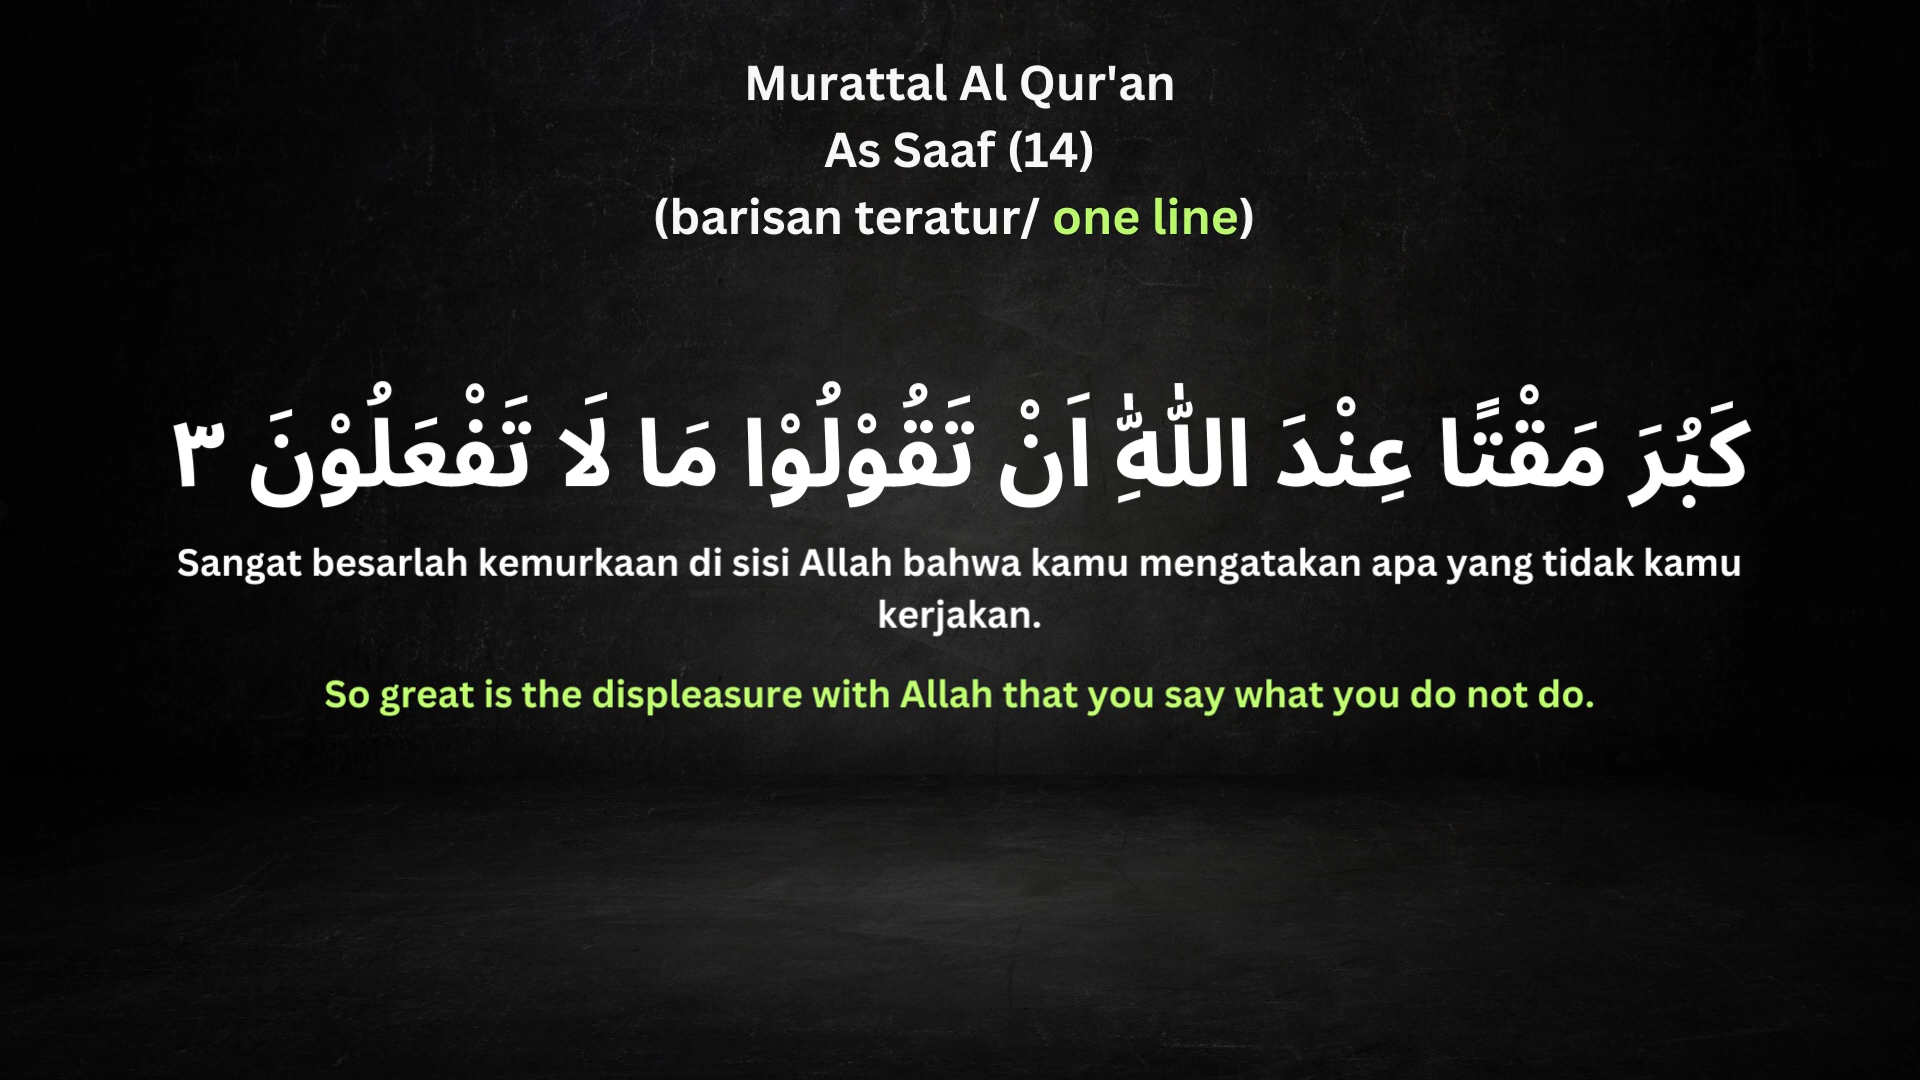 Murattal Al Qur'an
As Saaf (14)
(barisan teratur/ one line)
كَبُرَ مَقْتًا عِنْدَ اللّٰهِ اَنْ تَقُوْلُوْا مَا لَا تَفْعَلُوْنَ ٣
Sangat besarlah kemurkaan di sisi Allah bahwa kamu mengatakan apa yang tidak kamu
kerjakan.
So great is the displeasure with Allah that you say what you do not do.